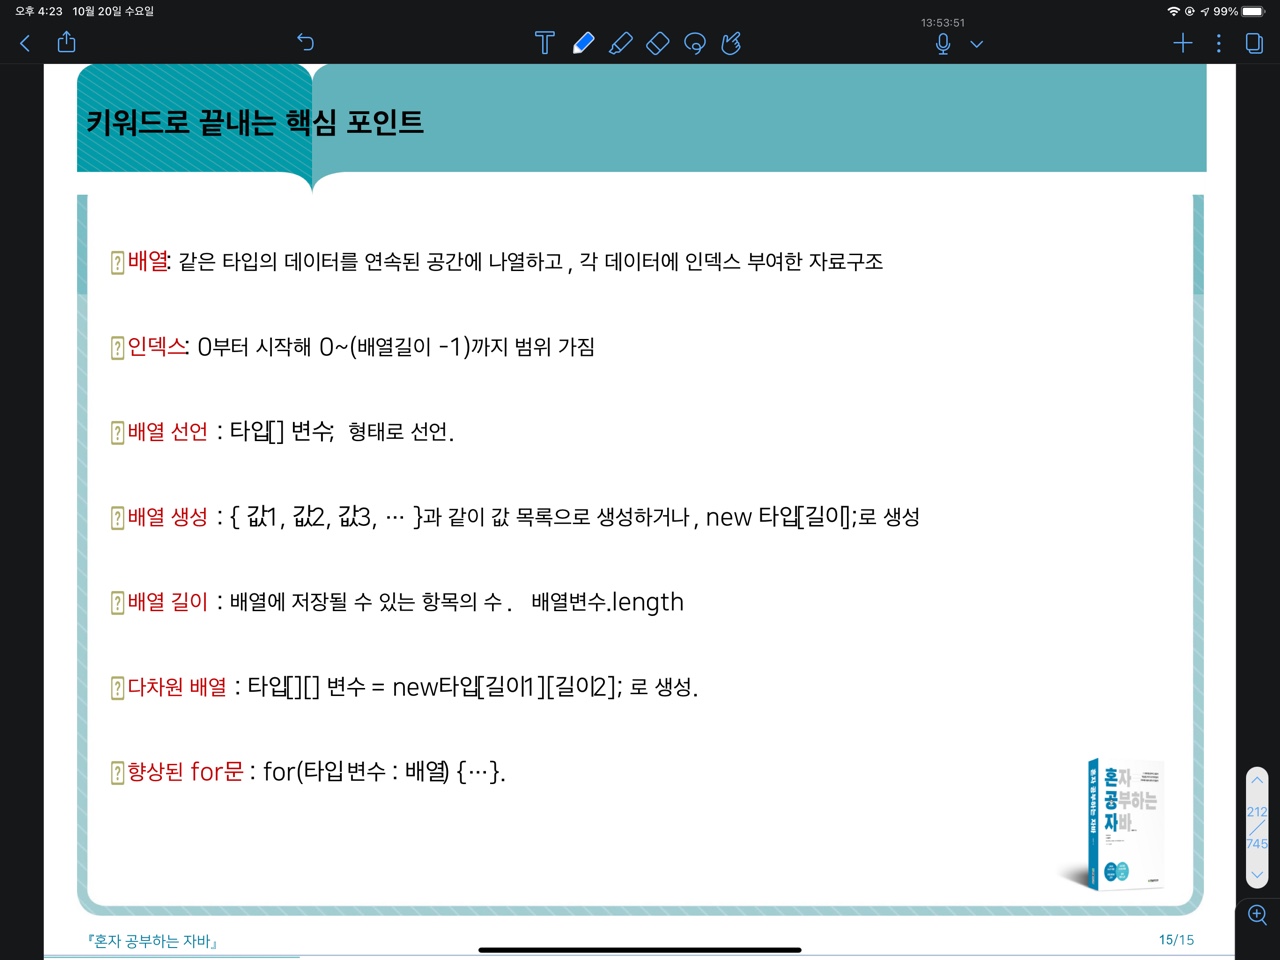 오후 4:23 10월 20일 수요일
99%
13:53:51
키워드로 끝내는 핵심 포인트
배열: 같은 타입의 데이터를 연속된 공간에 나열하고, 각 데이터에 인덱스 부여한 자료구조
인덱스: 0부터 시작해 0~(배열길이 -1)까지 범위 가짐
배열 선언 : 타입[] 변수; 형태로 선언.
배열 생성 : { 값1, 값2, 값3, … }과 같이 값 목록으로 생성하거나, new 타입[길이];로 생성
배열 길이 : 배열에 저장될 수 있는 항목의 수. 배열변수.length
다차원 배열 : 타입[][] 변수 = new타입[길이1][길이2]; 로 생성.
향상된 for문 : for(타입변수 : 배열) {…}.
혼자
공부하는
자바
혼자 공부하는 자바
212
745
『혼자 공부하는 자바』
15/15